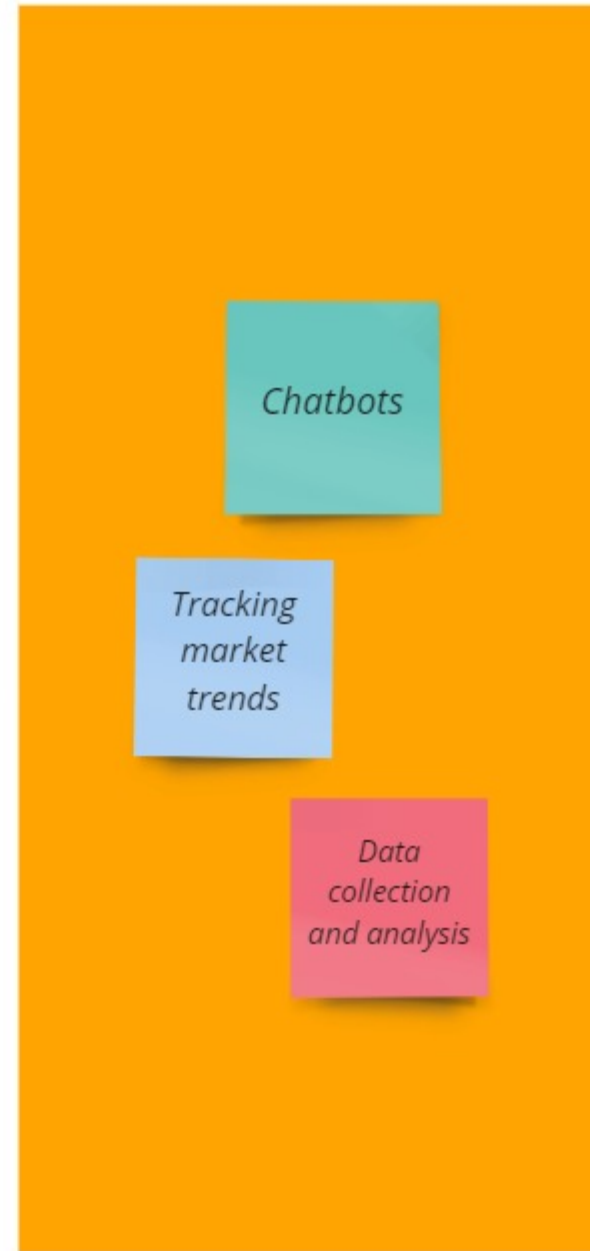 Chatbots
Tracking
market
trends
Data
collection
and analysis